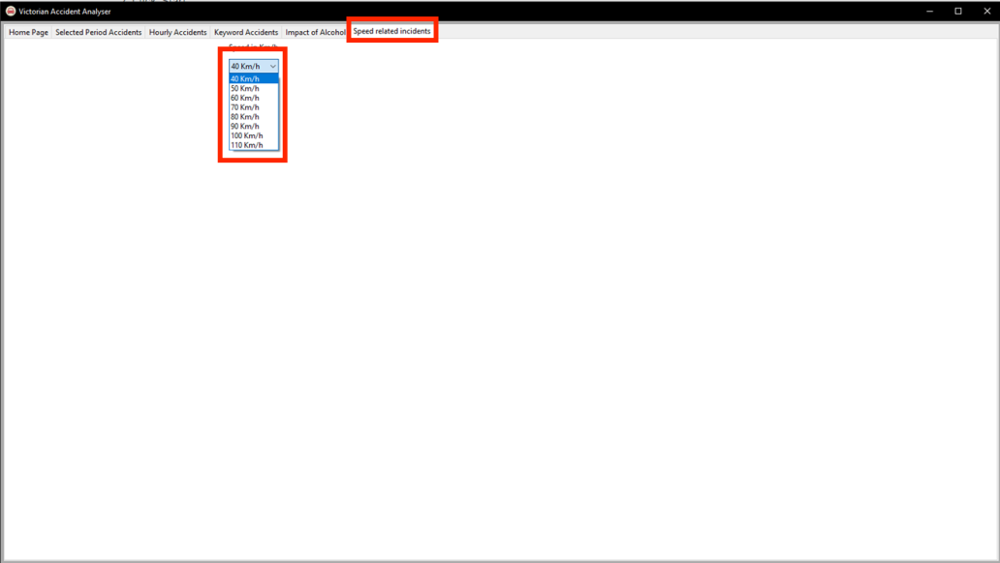 Victorian Accident Analyser
Home Page Selected Period Accidents Hourly Accidents Keyword Accidents Impact of Alcohol Speed related incidents
Speed in Km/h
40 Km/h
40 Km/h
50 Km/h
60 Km/h
70 Km/h
80 Km/h
90 Km/h
100 Km/h
110 Km/h